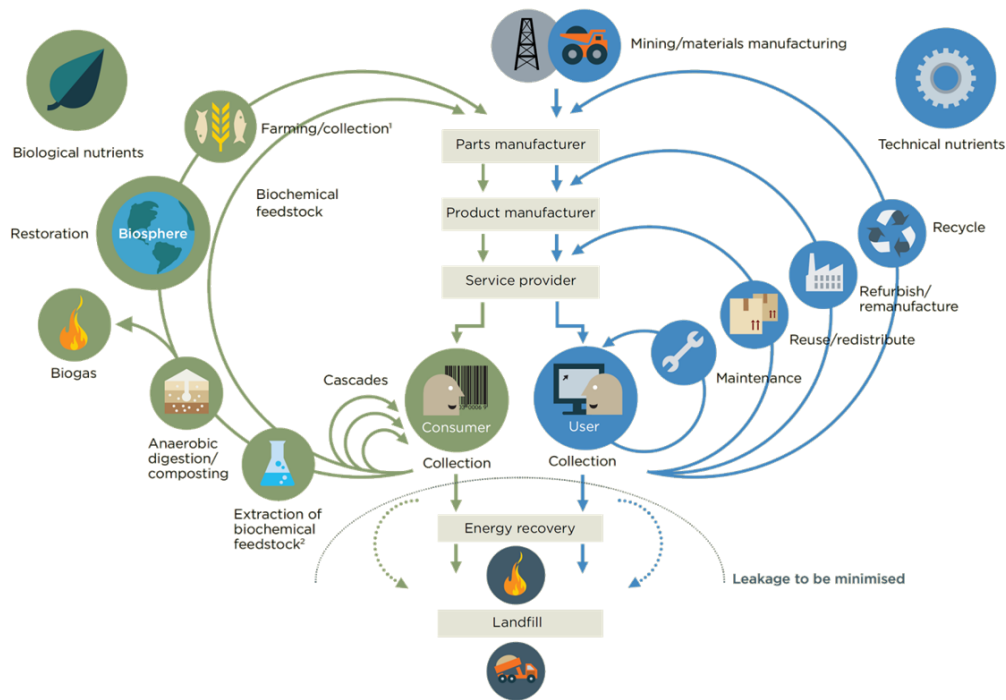 Mining/materials manufacturing
Biological nutrients
Farming/collection¹
Parts manufacturer
Technical nutrients
Biochemical
feedstock
Product manufacturer
Restoration
Biosphere
Recycle
Service provider
Refurbish/
remanufacture
Reuse/redistribute
Biogas
Cascades
Maintenance
Consumer
User
Anaerobic
digestion/
composting
Collection
Collection
Extraction of
biochemical
feedstock²
Energy recovery
Leakage to be minimised
Landfill